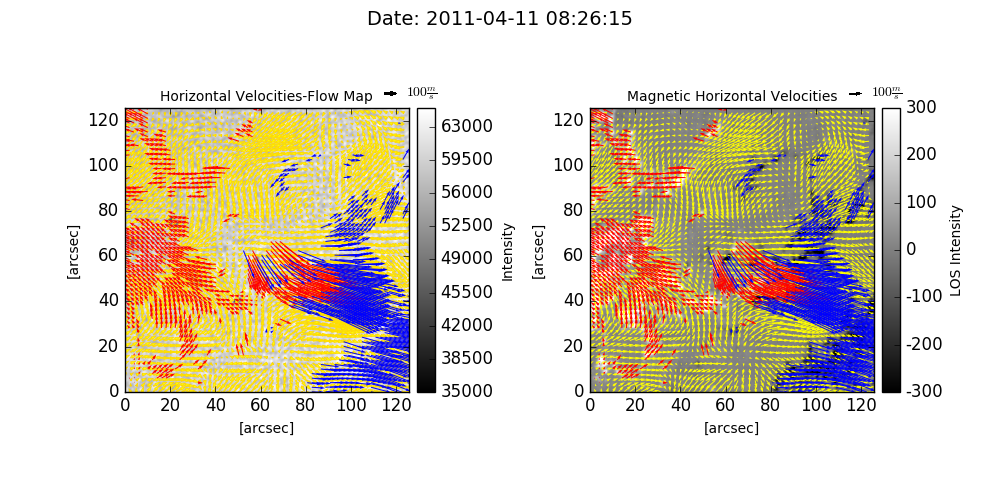 Date: 2011-04-11 08:26:15
Horizontal Velocities-Flow Map
100 m/s
120
100
80
60
40
20
0
0 20 40 60 80 100 120
[arcsec]
[arcsec]
63000
59500
56000
52500
49000
45500
42000
38500
35000
Intensity
Magnetic Horizontal Velocities
100 m/s
120
100
80
60
40
20
0
0 20 40 60 80 100 120
[arcsec]
[arcsec]
300
200
100
0
-100
-200
-300
LOS Intensity